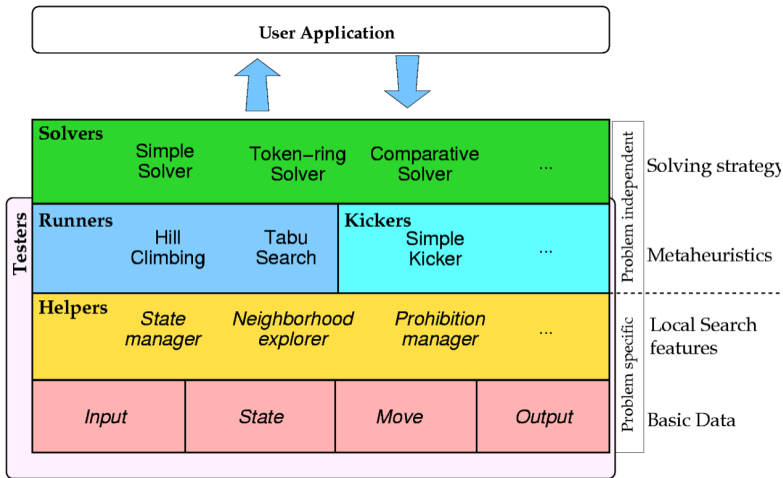 User Application
Solvers
Simple
Solver
Token-ring
Solver
Comparative
Solver
...
Solving strategy
Problem independent
Testers
Runners
Hill
Climbing
Tabu
Search
Kickers
Simple
Kicker
...
Metaheuristics
Helpers
State
manager
Neighborhood
explorer
Prohibition
manager
...
Local Search
features
Problem specific
Input
State
Move
Output
Basic Data